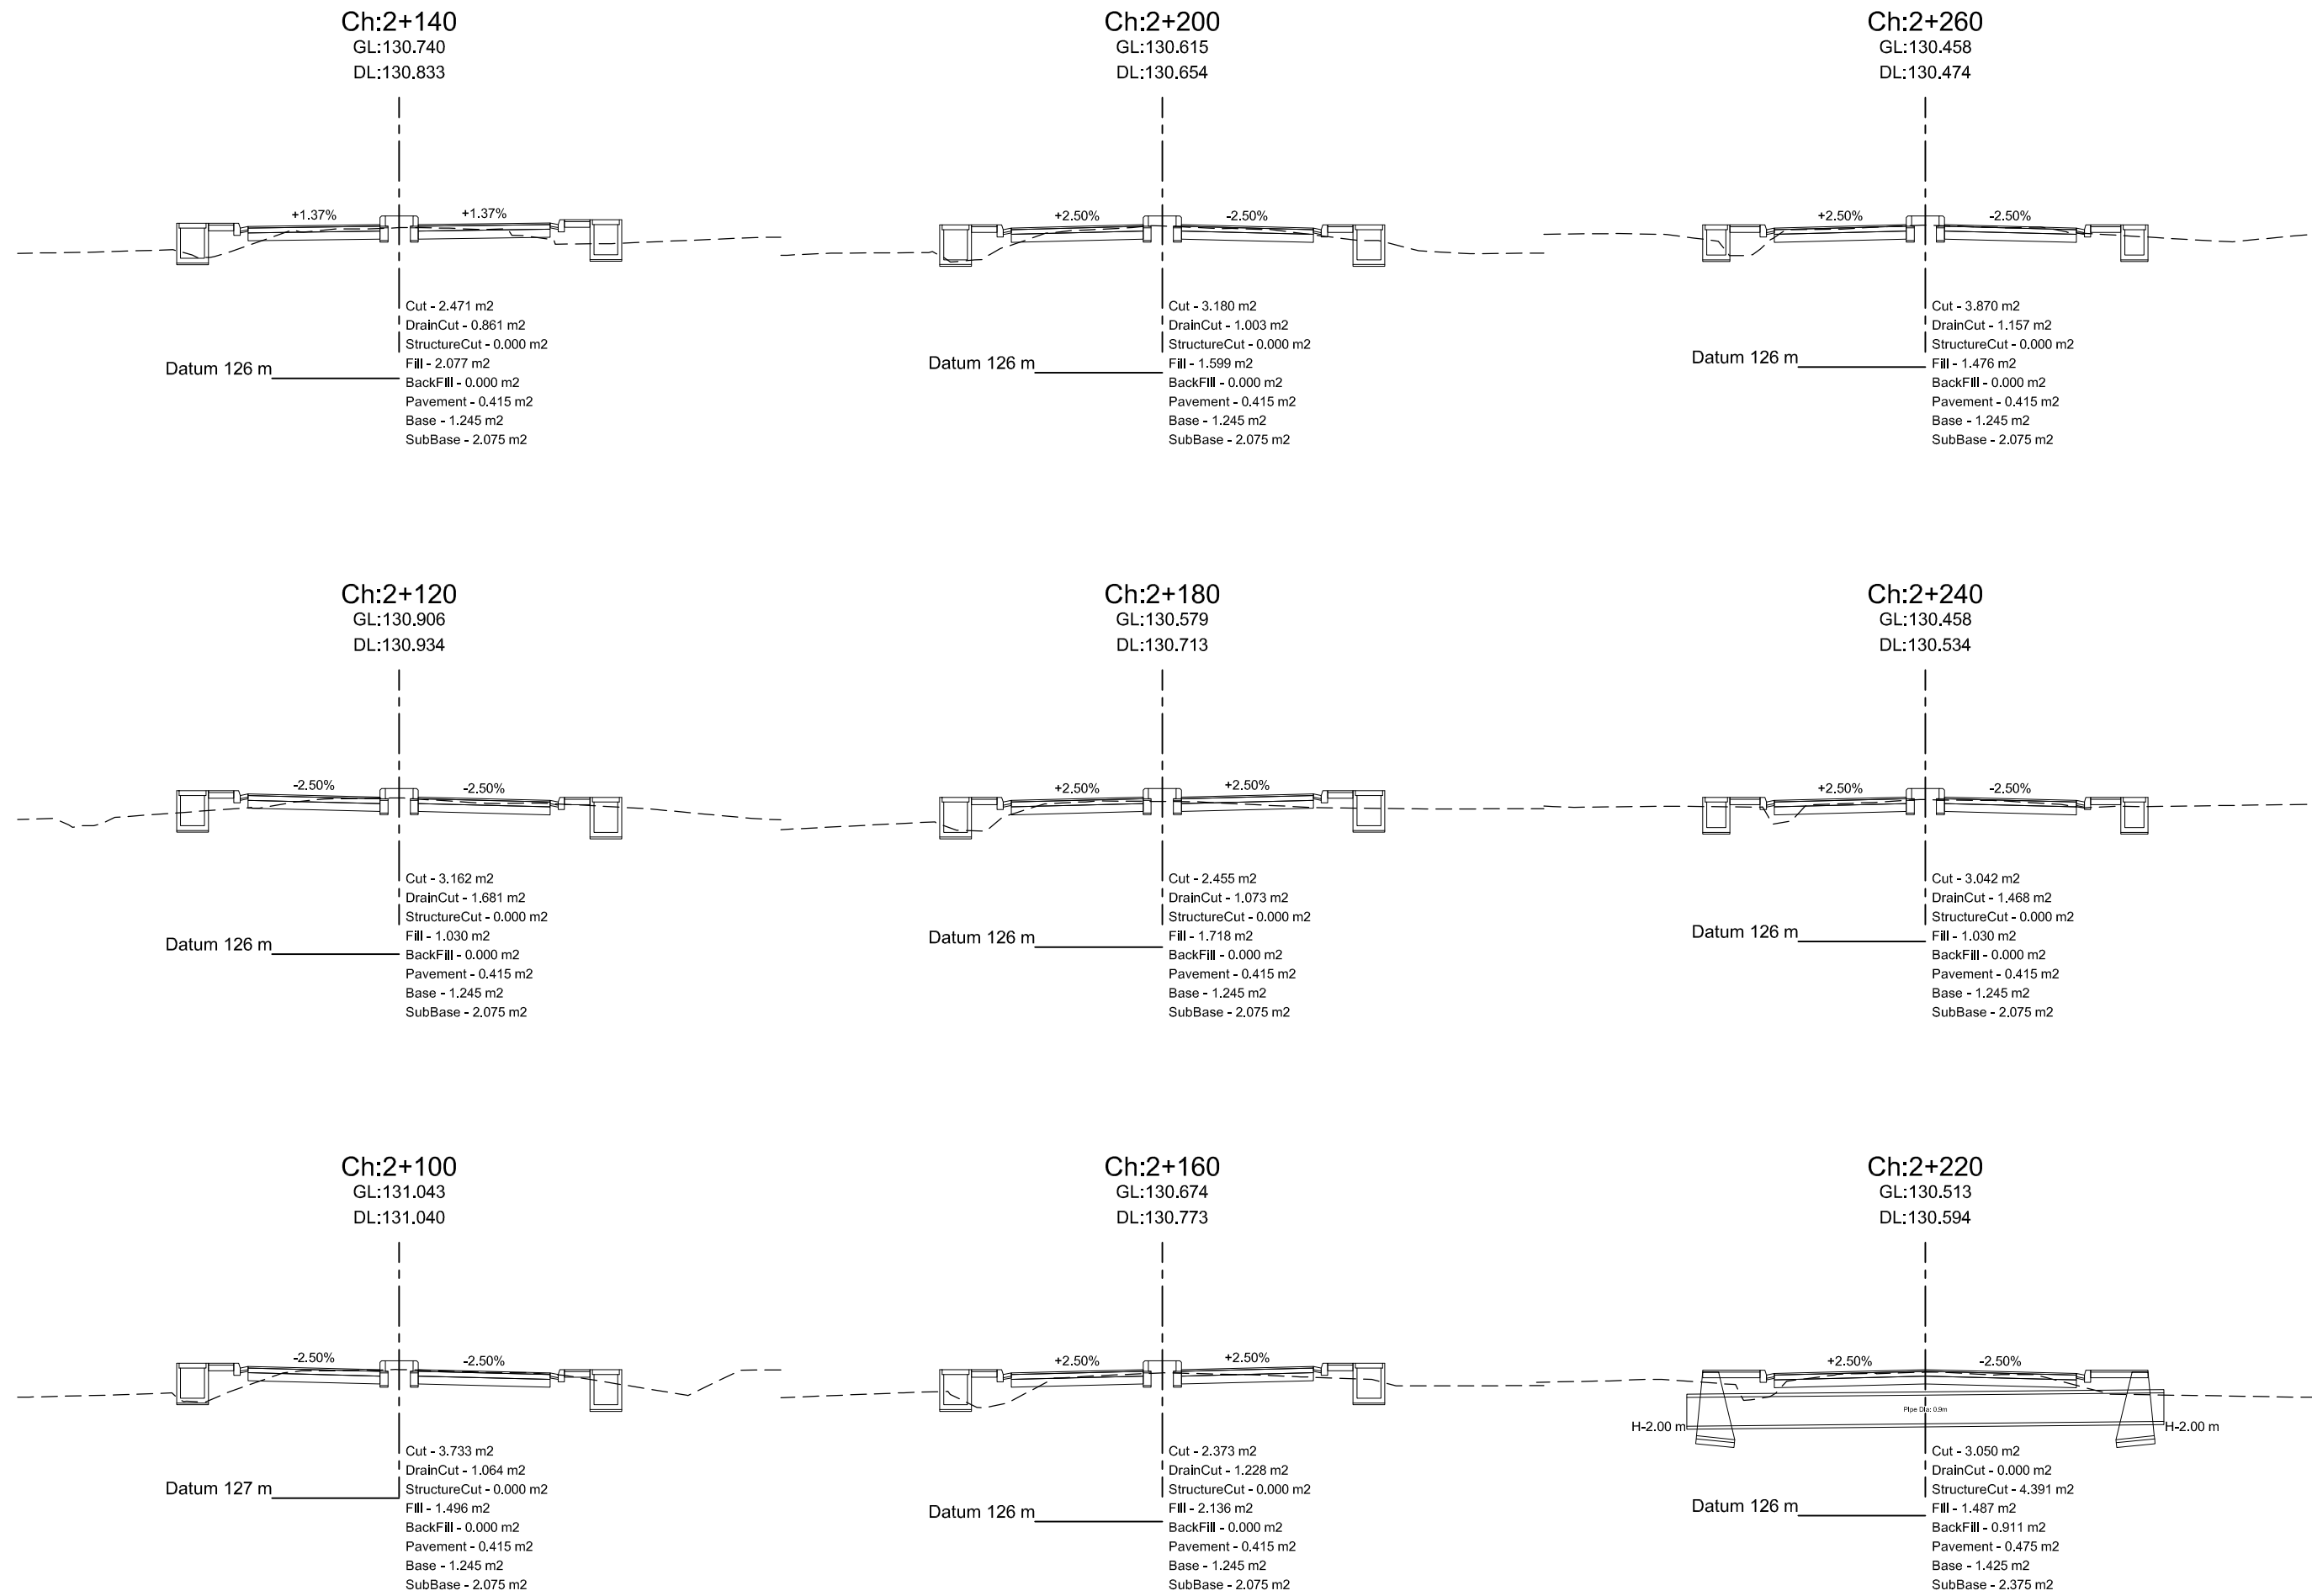 Ch:2+140
GL:130.740
DL:130.833
+1.37%
+1.37%
Cut - 2.471 m2
DrainCut - 0.861 m2
StructureCut - 0.000 m2
Datum 126 m
Fill - 2.077 m2
BackFill - 0.000 m2
Pavement - 0.415 m2
Base - 1.245 m2
SubBase - 2.075 m2
Ch:2+200
GL:130.615
DL:130.654
+2.50%
-2.50%
Cut - 3.180 m2
DrainCut - 1.003 m2
StructureCut - 0.000 m2
Datum 126 m
Fill - 1.599 m2
BackFill - 0.000 m2
Pavement - 0.415 m2
Base - 1.245 m2
SubBase - 2.075 m2
Ch:2+260
GL:130.458
DL:130.474
+2.50%
-2.50%
Cut - 3.870 m2
DrainCut - 1.157 m2
StructureCut - 0.000 m2
Datum 126 m
Fill - 1.476 m2
BackFill - 0.000 m2
Pavement - 0.415 m2
Base - 1.245 m2
SubBase - 2.075 m2
Ch:2+120
GL:130.906
DL:130.934
-2.50%
-2.50%
Cut - 3.162 m2
DrainCut - 1.681 m2
StructureCut - 0.000 m2
Datum 126 m
Fill - 1.030 m2
BackFill - 0.000 m2
Pavement - 0.415 m2
Base - 1.245 m2
SubBase - 2.075 m2
Ch:2+180
GL:130.579
DL:130.713
+2.50%
+2.50%
Cut - 2.455 m2
DrainCut - 1.073 m2
StructureCut - 0.000 m2
Datum 126 m
Fill - 1.718 m2
BackFill - 0.000 m2
Pavement - 0.415 m2
Base - 1.245 m2
SubBase - 2.075 m2
Ch:2+240
GL:130.458
DL:130.534
+2.50%
-2.50%
Cut - 3.042 m2
DrainCut - 1.468 m2
StructureCut - 0.000 m2
Datum 126 m
Fill - 1.030 m2
BackFill - 0.000 m2
Pavement - 0.415 m2
Base - 1.245 m2
SubBase - 2.075 m2
Ch:2+100
GL:131.043
DL:131.040
-2.50%
-2.50%
Cut - 3.733 m2
DrainCut - 1.064 m2
StructureCut - 0.000 m2
Datum 127 m
Fill - 1.496 m2
BackFill - 0.000 m2
Pavement - 0.415 m2
Base - 1.245 m2
SubBase - 2.075 m2
Ch:2+160
GL:130.674
DL:130.773
+2.50%
+2.50%
Cut - 2.373 m2
DrainCut - 1.228 m2
StructureCut - 0.000 m2
Datum 126 m
Fill - 2.136 m2
BackFill - 0.000 m2
Pavement - 0.415 m2
Base - 1.245 m2
SubBase - 2.075 m2
Ch:2+220
GL:130.513
DL:130.594
+2.50%
-2.50%
Pipe Dia: 0.9m
H-2.00 m
H-2.00 m
Cut - 3.050 m2
DrainCut - 0.000 m2
StructureCut - 4.391 m2
Datum 126 m
Fill - 1.487 m2
BackFill - 0.911 m2
Pavement - 0.475 m2
Base - 1.425 m2
SubBase - 2.375 m2